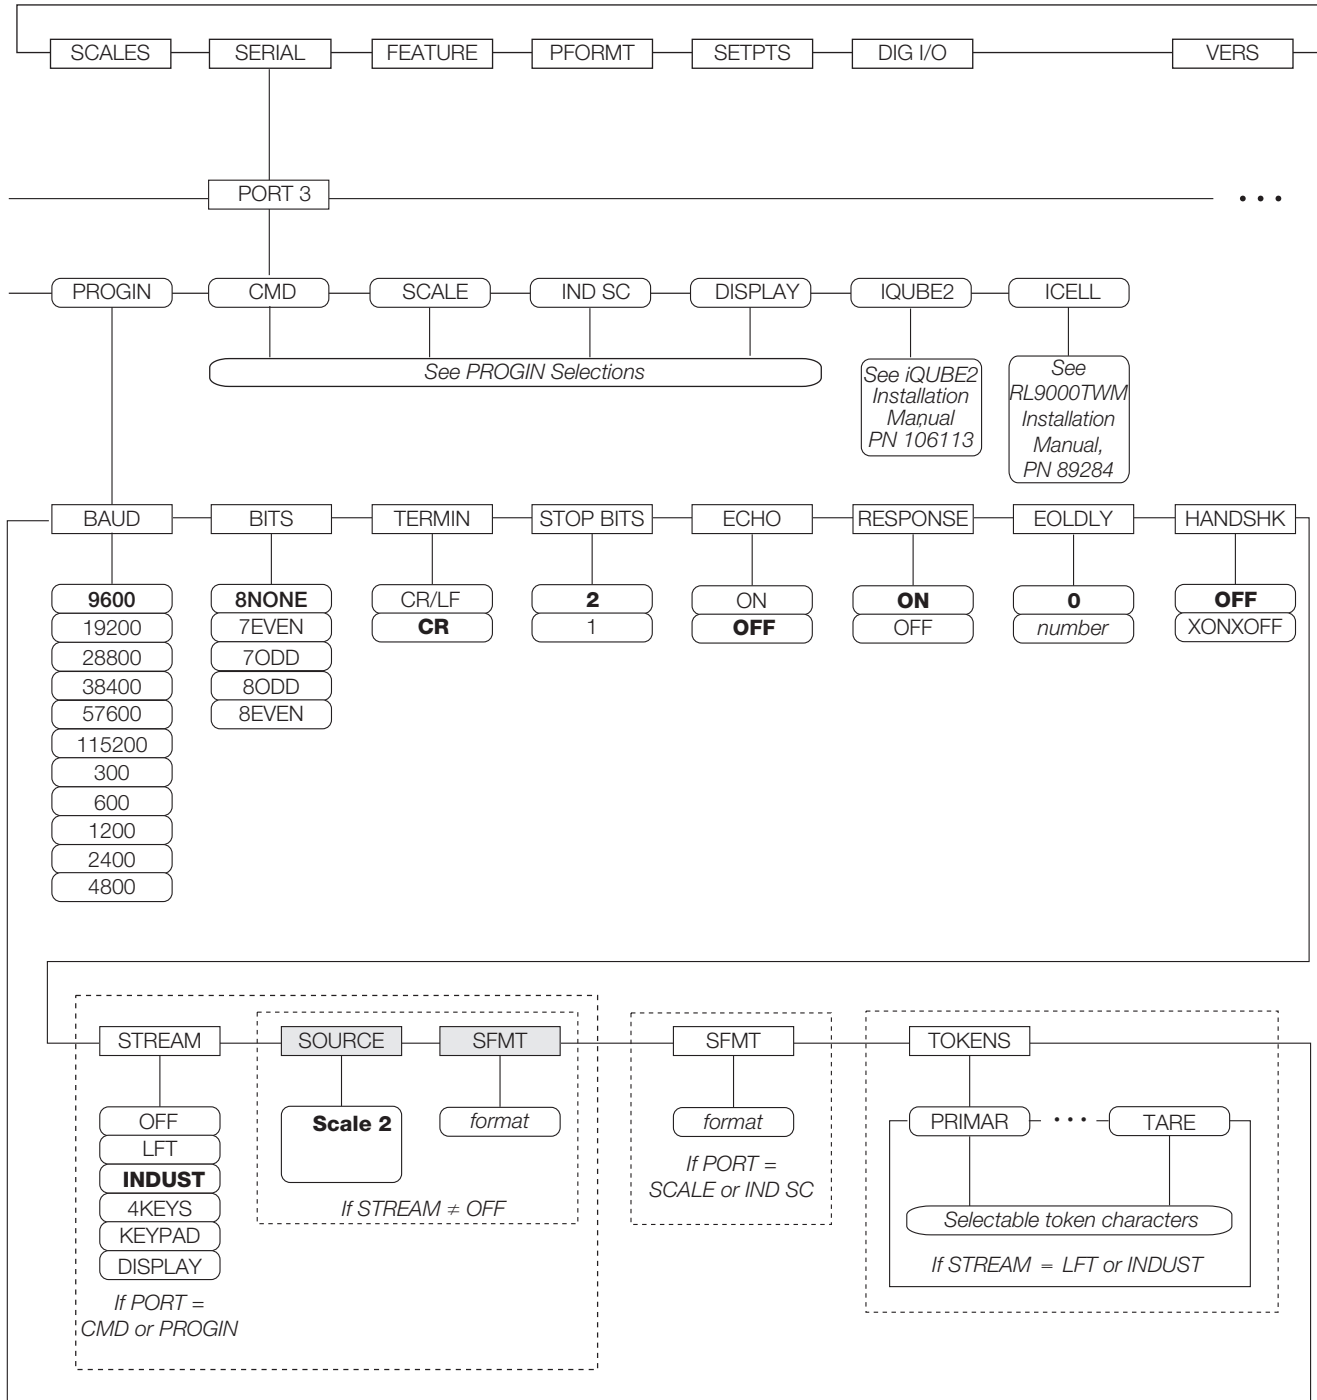 SCALES SERIAL FEATURE PFORMT SETPTS DIG I/O VERS
PORT 3 • • •
PROGIN CMD SCALE IND SC DISPLAY IQUBE2 ICELL
See PROGIN Selections
See iQUBE2
Installation
Manual,
PN 106113
See
RL9000TWM
Installation
Manual,
PN 89284
BAUD BITS TERMIN STOP BITS ECHO RESPONSE EOLDLY HANDSHK
9600 8NONE CR/LF 2 ON ON 0 OFF
19200 7EVEN CR 1 OFF OFF number XONXOFF
28800 7ODD
38400 8ODD
57600 8EVEN
115200
300
600
1200
2400
4800
STREAM SOURCE SFMT SFMT TOKENS
OFF Scale 2 format format PRIMAR • • • TARE
LFT
INDUST
4KEYS
KEYPAD
DISPLAY
If PORT =
CMD or PROGIN
If STREAM ≠ OFF
If PORT =
SCALE or IND SC
Selectable token characters
If STREAM = LFT or INDUST